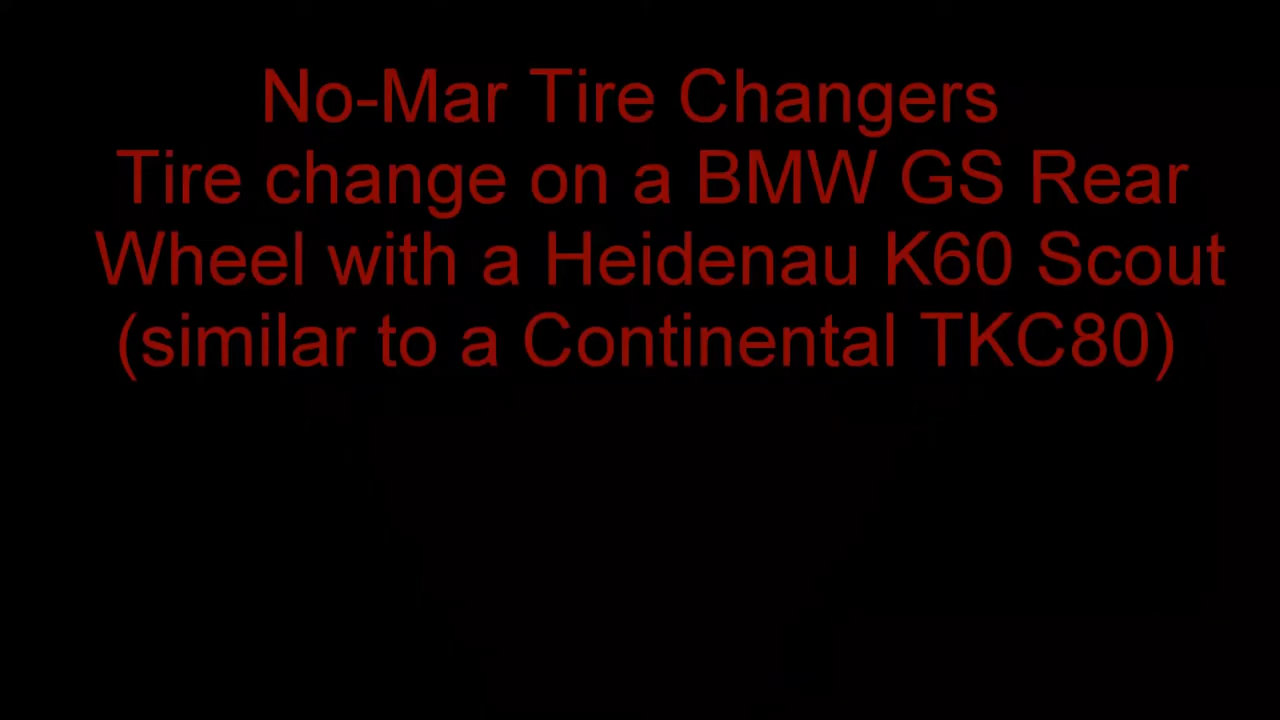 No-Mar Tire Changers
Tire change on a BMW GS Rear
Wheel with a Heidenau K60 Scout
(similar to a Continental TKC80)